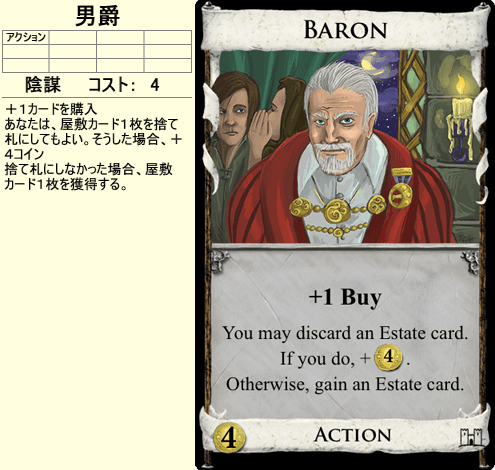 男爵
アクション
陰謀 コスト: 4
＋1カードを購入
あなたは、屋敷カード1枚を捨て
札にしてもよい。そうした場合、＋
4コイン
捨て札にしなかった場合、屋敷
カード1枚を獲得する。
BARON
+1 Buy
You may discard an Estate card.
If you do, + 4 .
Otherwise, gain an Estate card.
4 ACTION